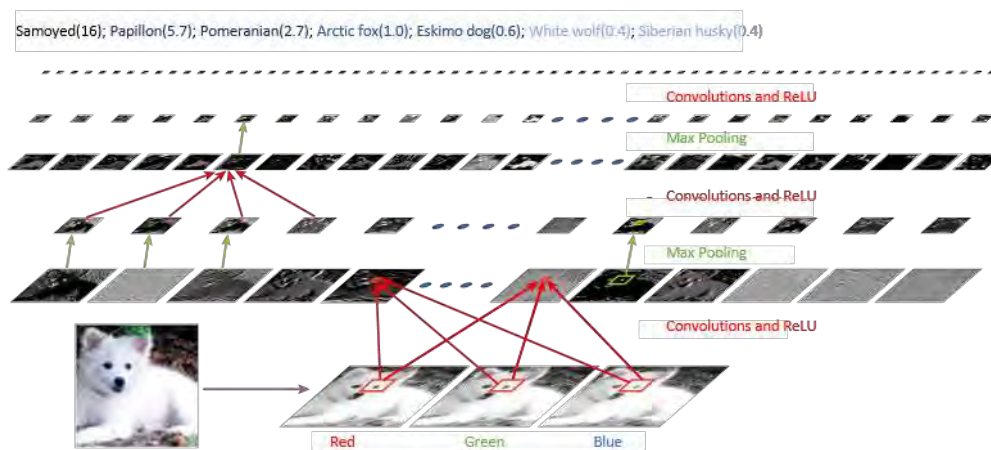 Samoyed(16); Papillon(5.7); Pomeranian(2.7); Arctic fox(1.0); Eskimo dog(0.6); White wolf(0.4); Siberian husky(0.4)
Convolutions and ReLU
Max Pooling
Convolutions and ReLU
Max Pooling
Convolutions and ReLU
Red Green Blue